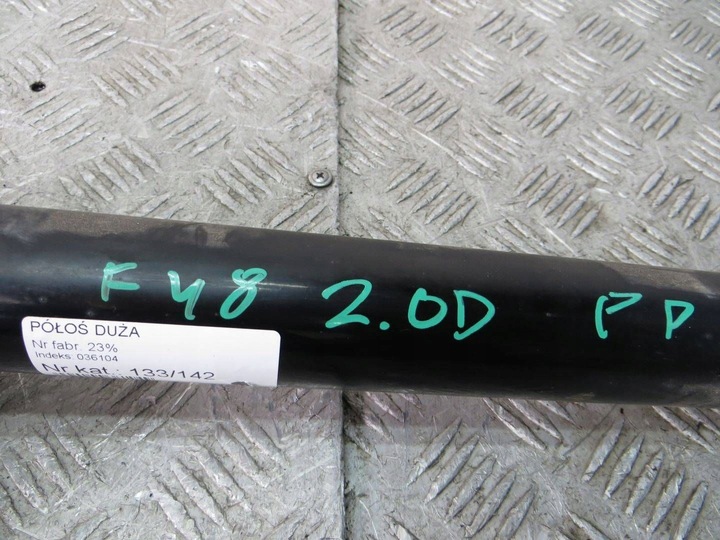 F48 2.0D PP
PÓŁOŚ DUŻA
Nr fabr. 23%
Indeks: 036104
Nr kat.: 133/142